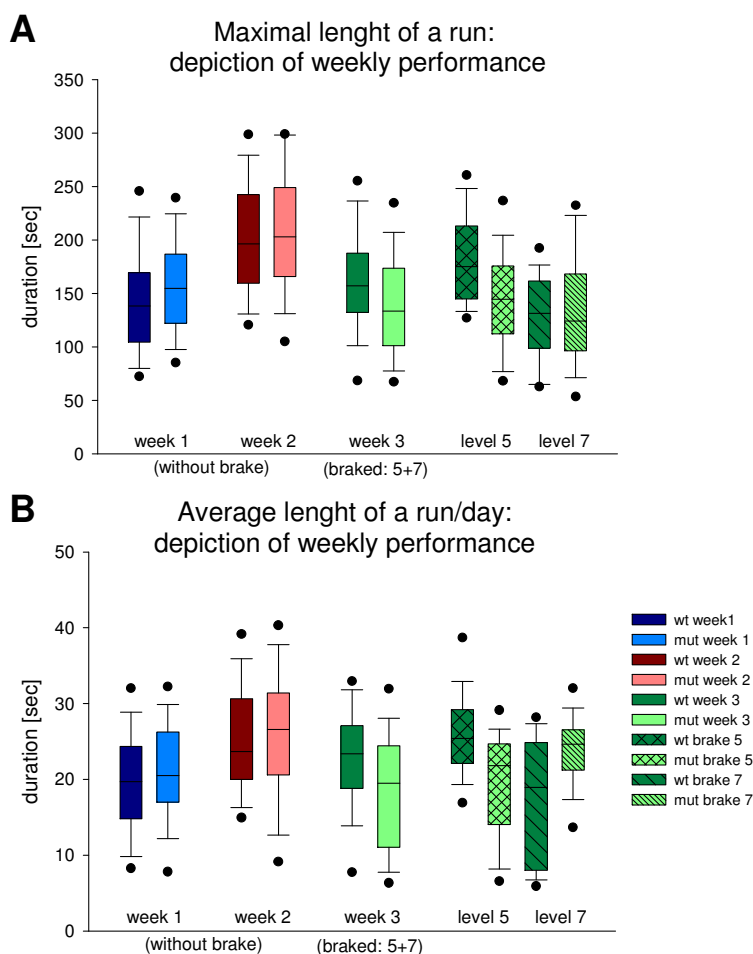 A
Maximal lenght of a run:
depiction of weekly performance
350
300
250
200
150
100
50
0
duration [sec]
week 1
week 2
week 3
level 5
level 7
(without brake)
(braked: 5+7)
B
Average lenght of a run/day:
depiction of weekly performance
50
40
30
20
10
0
duration [sec]
week 1
week 2
week 3
level 5
level 7
(without brake)
(braked: 5+7)
wt week1
mut week 1
wt week 2
mut week 2
wt week 3
mut week 3
wt brake 5
mut brake 5
wt brake 7
mut brake 7